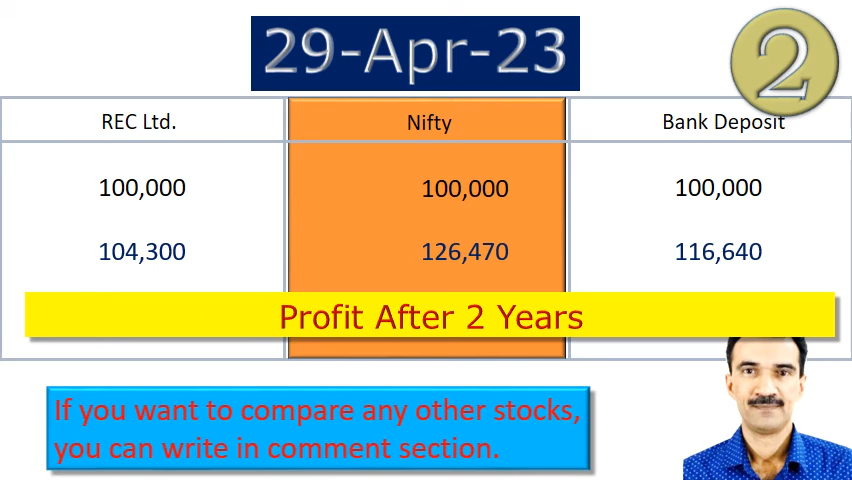 29-Apr-23
2
REC Ltd. Nifty Bank Deposit
100,000 100,000 100,000
104,300 126,470 116,640
Profit After 2 Years
If you want to compare any other stocks,
you can write in comment section.